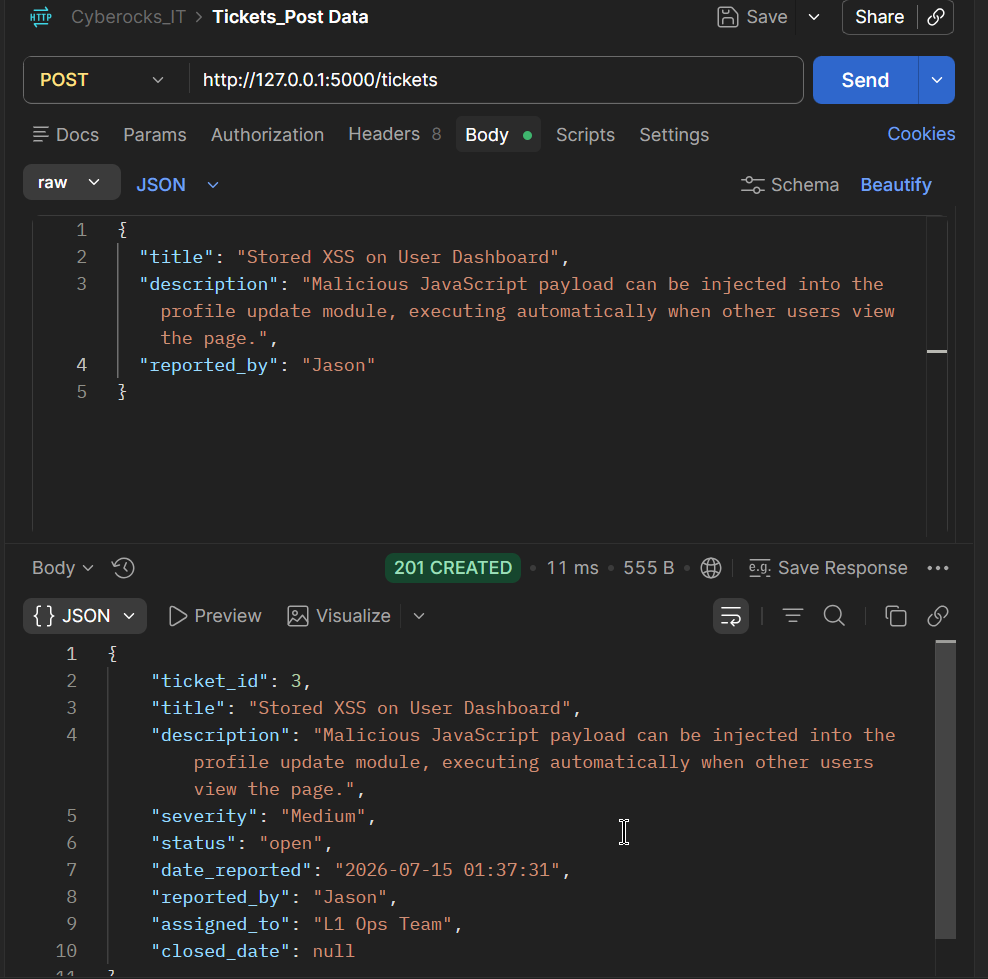 HTTP Cyberocks_IT > Tickets_Post Data Save Share
POST http://127.0.0.1:5000/tickets Send
Docs Params Authorization Headers 8 Body Scripts Settings Cookies
raw JSON Schema Beautify
1 {
2 "title": "Stored XSS on User Dashboard",
3 "description": "Malicious JavaScript payload can be injected into the
profile update module, executing automatically when other users view
the page.",
4 "reported_by": "Jason"
5 }
Body 201 CREATED • 11 ms • 555 B • e.g. Save Response
{ } JSON Preview Visualize
1 {
2 "ticket_id": 3,
3 "title": "Stored XSS on User Dashboard",
4 "description": "Malicious JavaScript payload can be injected into the
profile update module, executing automatically when other users
view the page.",
5 "severity": "Medium",
6 "status": "open",
7 "date_reported": "2026-07-15 01:37:31",
8 "reported_by": "Jason",
9 "assigned_to": "L1 Ops Team",
10 "closed_date": null
11 }